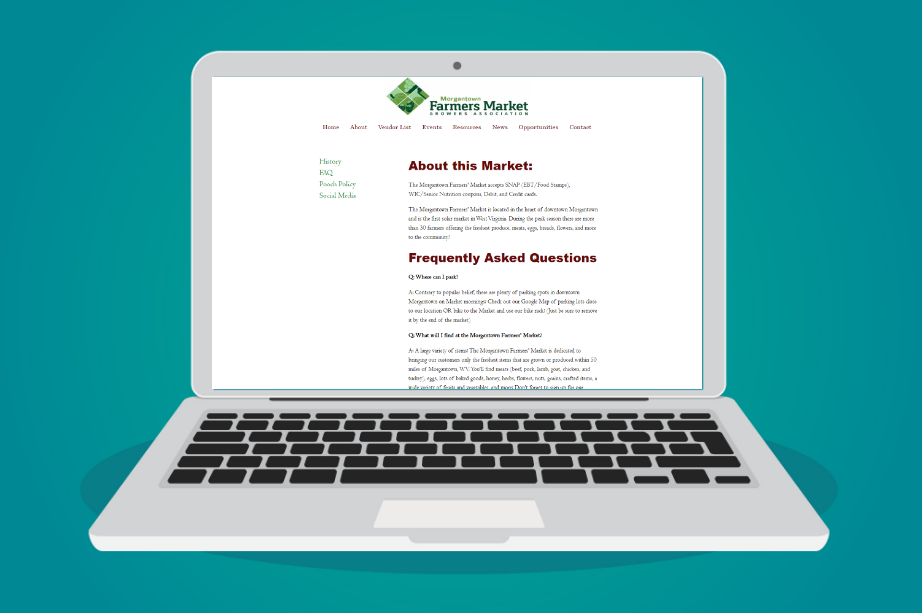 Morgantown
Farmers Market
GROWERS ASSOCIATION
Home About Vendor List Events Resources News Opportunities Contact
History
FAQ
Pooch Policy
Social Media
About this Market:
The Morgantown Farmers' Market accepts SNAP (EBT/Food Stamps),
WIC/Senior Nutrition coupons, Debit, and Credit cards.
The Morgantown Farmers' Market is located in the heart of downtown Morgantown
and is the first solar market in West Virginia. During the peak season there are more
than 30 farmers offering the freshest produce, meats, eggs, breads, flowers, and more
to the community!
Frequently Asked Questions
Q: Where can I park?
A: Contrary to popular belief, there are plenty of parking spots in downtown
Morgantown on Market mornings! Check out our Google Map of parking lots close
to our location OR bike to the Market and use our bike rack! (Just be sure to remove
it by the end of the market)
Q: What will I find at the Morgantown Farmers' Market?
A: A large variety of items! The Morgantown Farmers' Market is dedicated to
bringing our customers only the freshest items that are grown or produced within 50
miles of Morgantown, WV. You'll find meats (beef, pork, lamb, goat, chicken, and
turkey), eggs, lots of baked goods, honey, herbs, flowers, nuts, grains, crafted items, a
wide variety of fruits and vegetables, and more! Don't forget to sign up for our